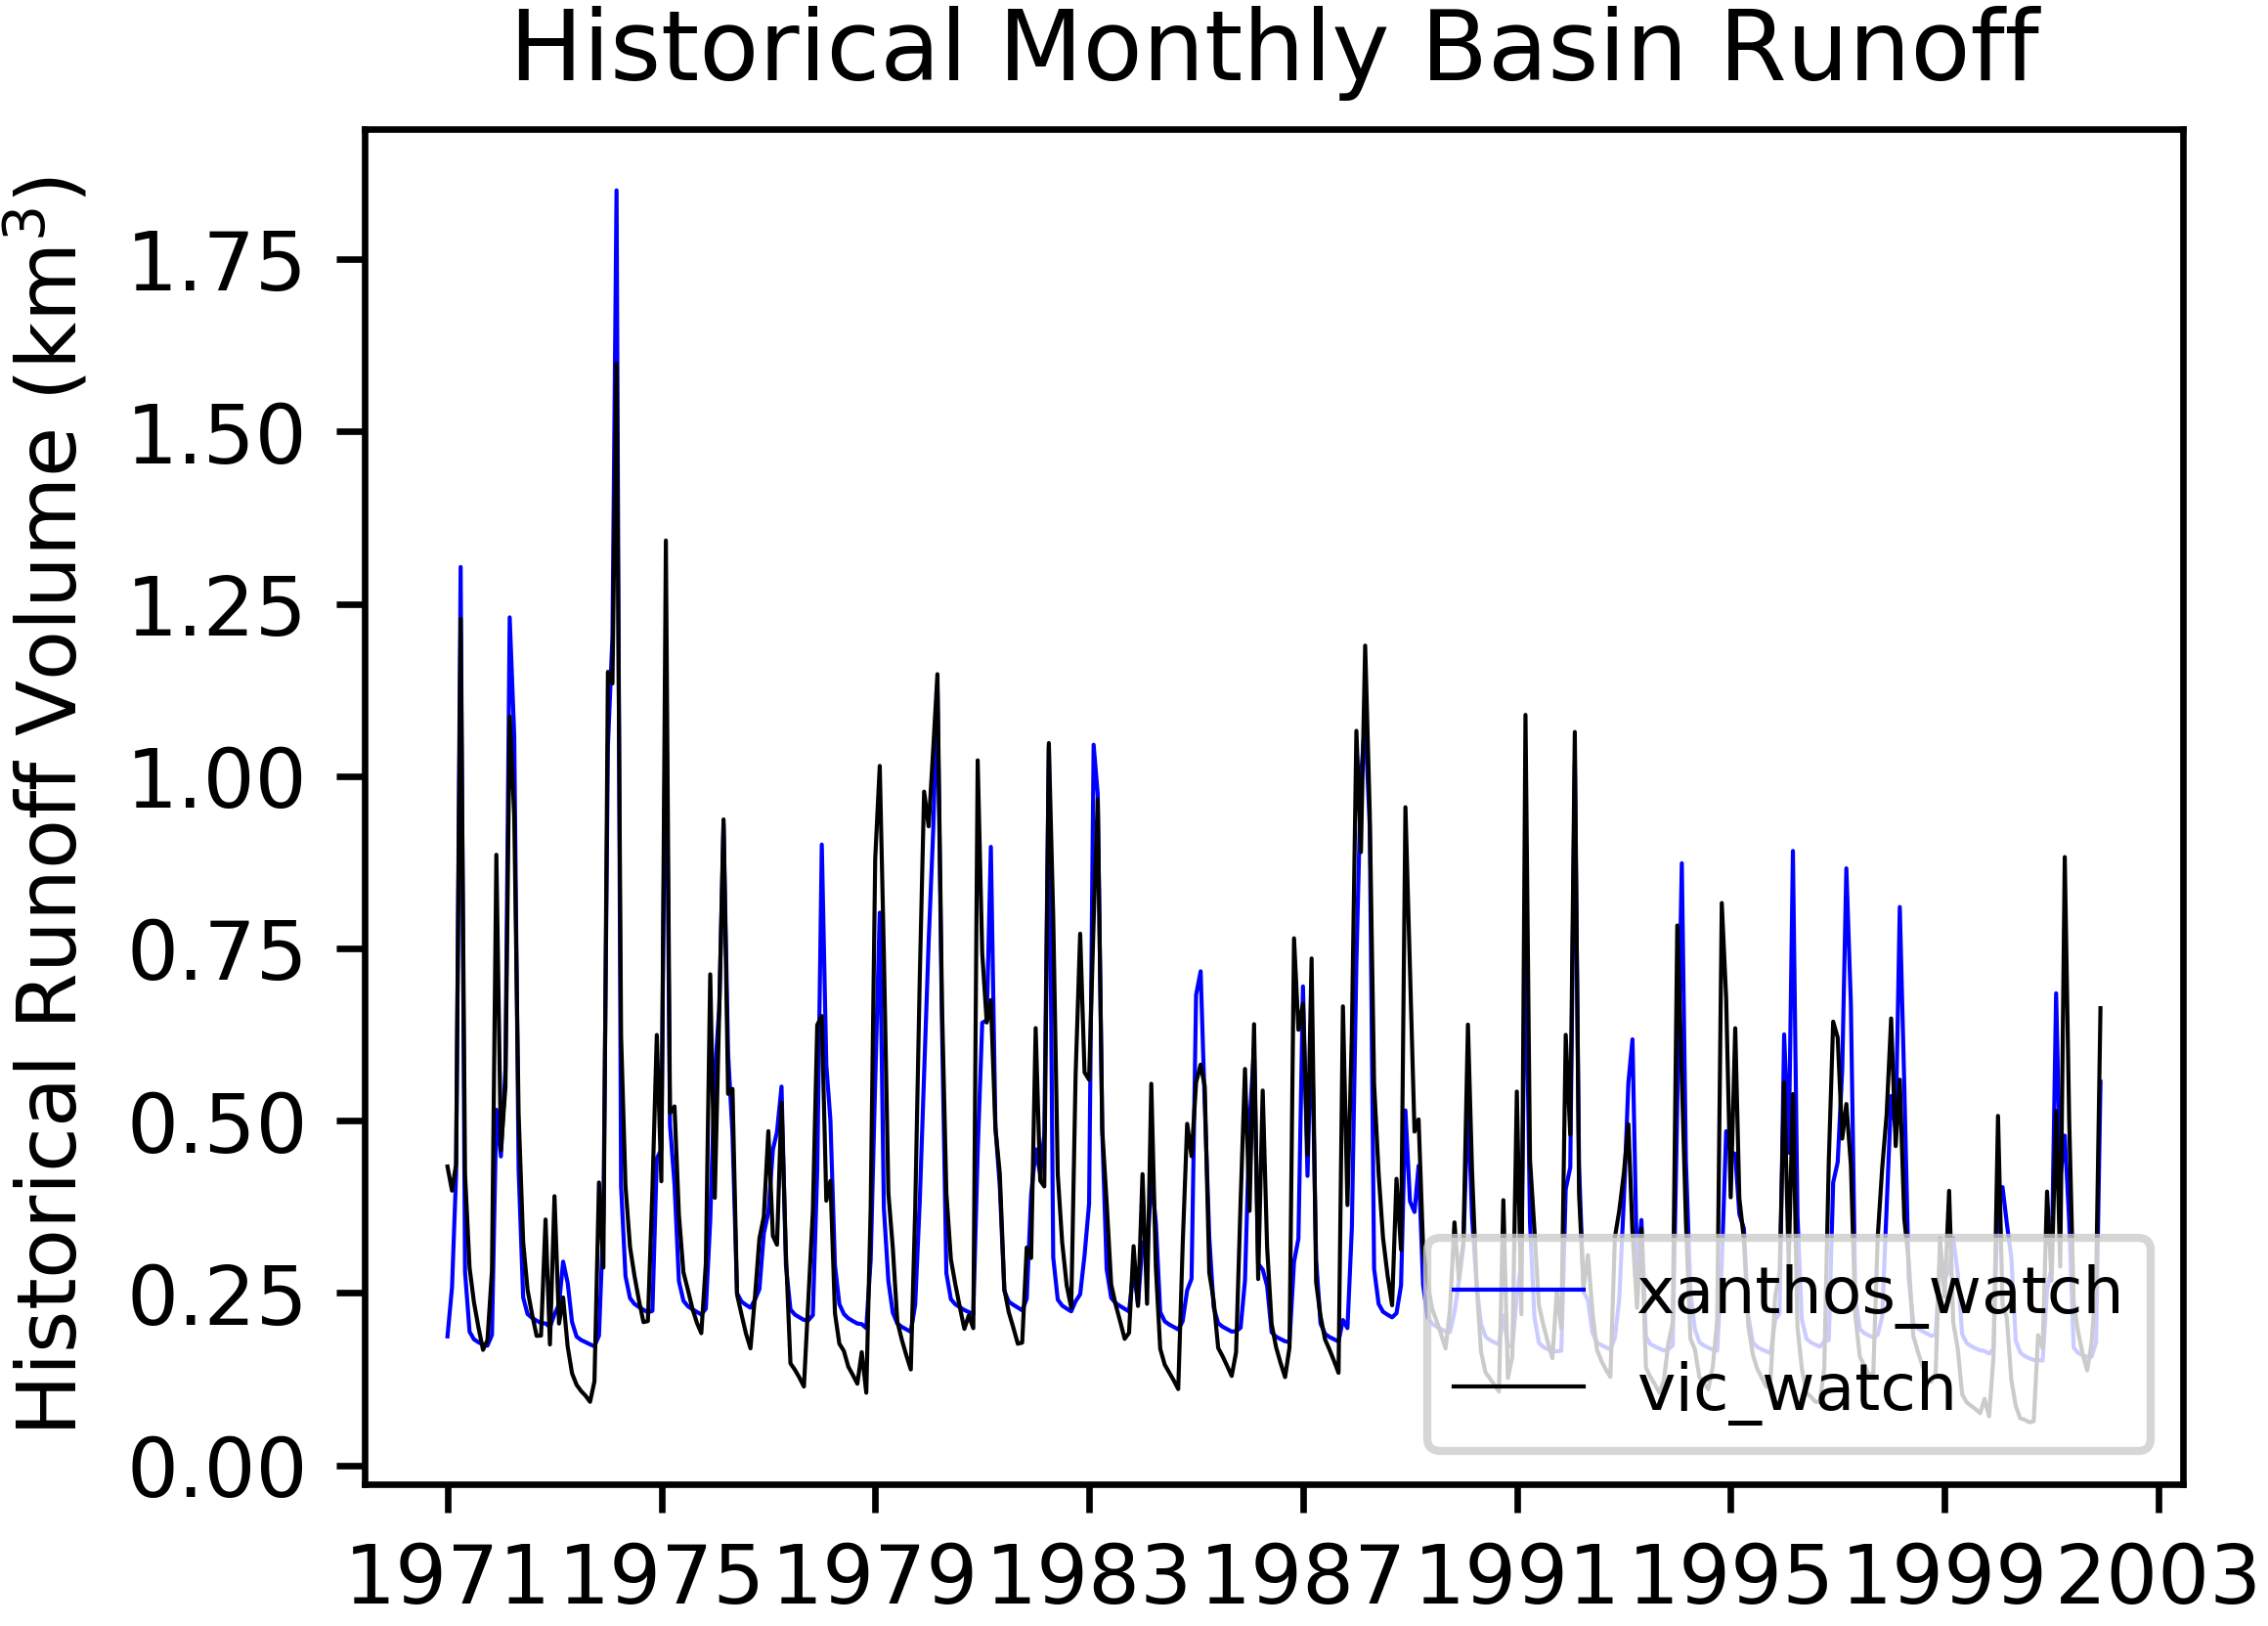 Historical Monthly Basin Runoff
Historical Runoff Volume (km³)
1.75
1.50
1.25
1.00
0.75
0.50
0.25
0.00
xanthos_watch
vic_watch
1971 1975 1979 1983 1987 1991 1995 1999 2003